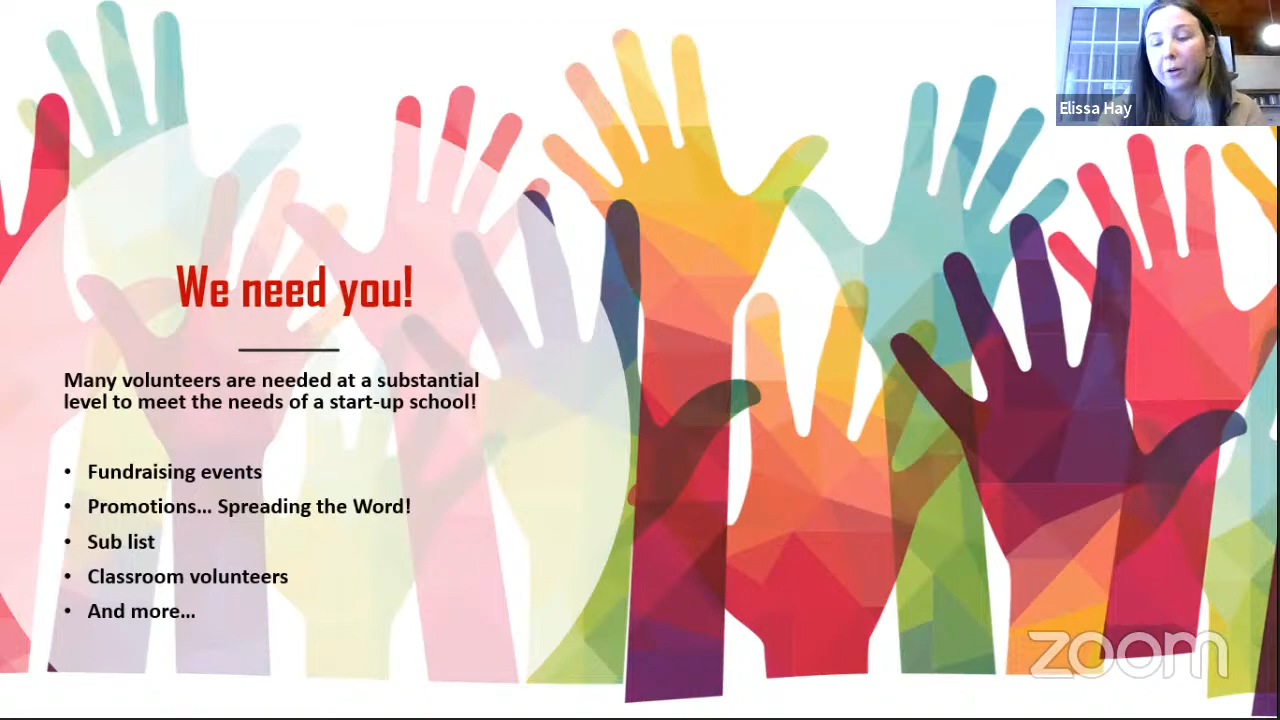 Elissa Hay
We need you!
Many volunteers are needed at a substantial
level to meet the needs of a start-up school!
• Fundraising events
• Promotions... Spreading the Word!
• Sub list
• Classroom volunteers
• And more...
zoom